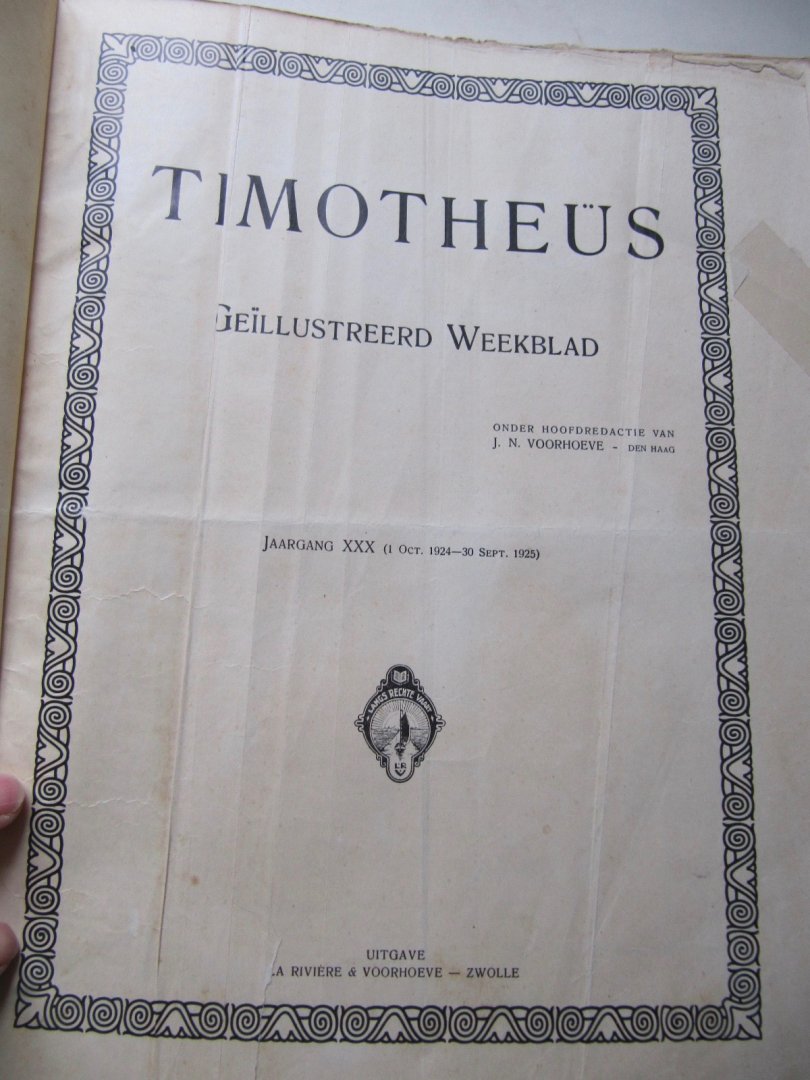 TIMOTHEÜS
GEÏLLUSTREERD WEEKBLAD
ONDER HOOFDREDACTIE VAN
J. N. VOORHOEVE - DEN HAAG
JAARGANG XXX (1 OCT. 1924—30 SEPT. 1925)
LANGS RECHTE VAART
UITGAVE
LA RIVIÈRE & VOORHOEVE — ZWOLLE